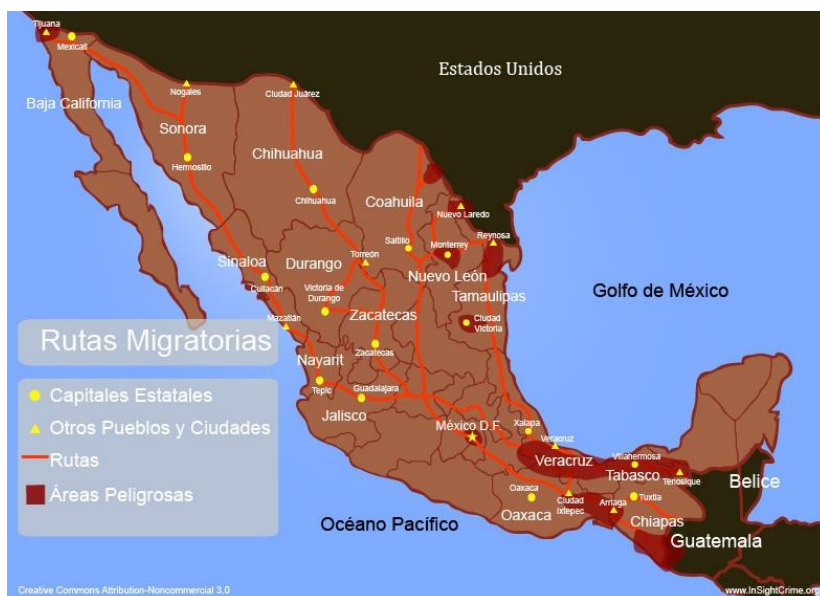 Tijuana
Mexicali
Estados Unidos
Baja California
Nogales
Ciudad Juárez
Sonora
Hermosillo
Chihuahua
Chihuahua
Coahuila
Nuevo Laredo
Saltillo
Monterrey
Reynosa
Sinaloa
Durango
Torreón
Nuevo León
Culiacán
Victoria de
Durango
Tamaulipas
Golfo de México
Zacatecas
Mazatlán
Ciudad
Victoria
Rutas Migratorias
Nayarit
Zacatecas
Tepic
Guadalajara
Jalisco
Capitales Estatales
Otros Pueblos y Ciudades
Rutas
Áreas Peligrosas
México D.F.
Xalapa
Veracruz
Veracruz
Villahermosa
Tabasco
Tenosique
Belice
Oaxaca
Oaxaca
Ciudad
Ixtepec
Arriaga
Tuxtla
Chiapas
Guatemala
Océano Pacífico
Creative Commons Attribution-Noncommercial 3.0
www.InSightCrime.org